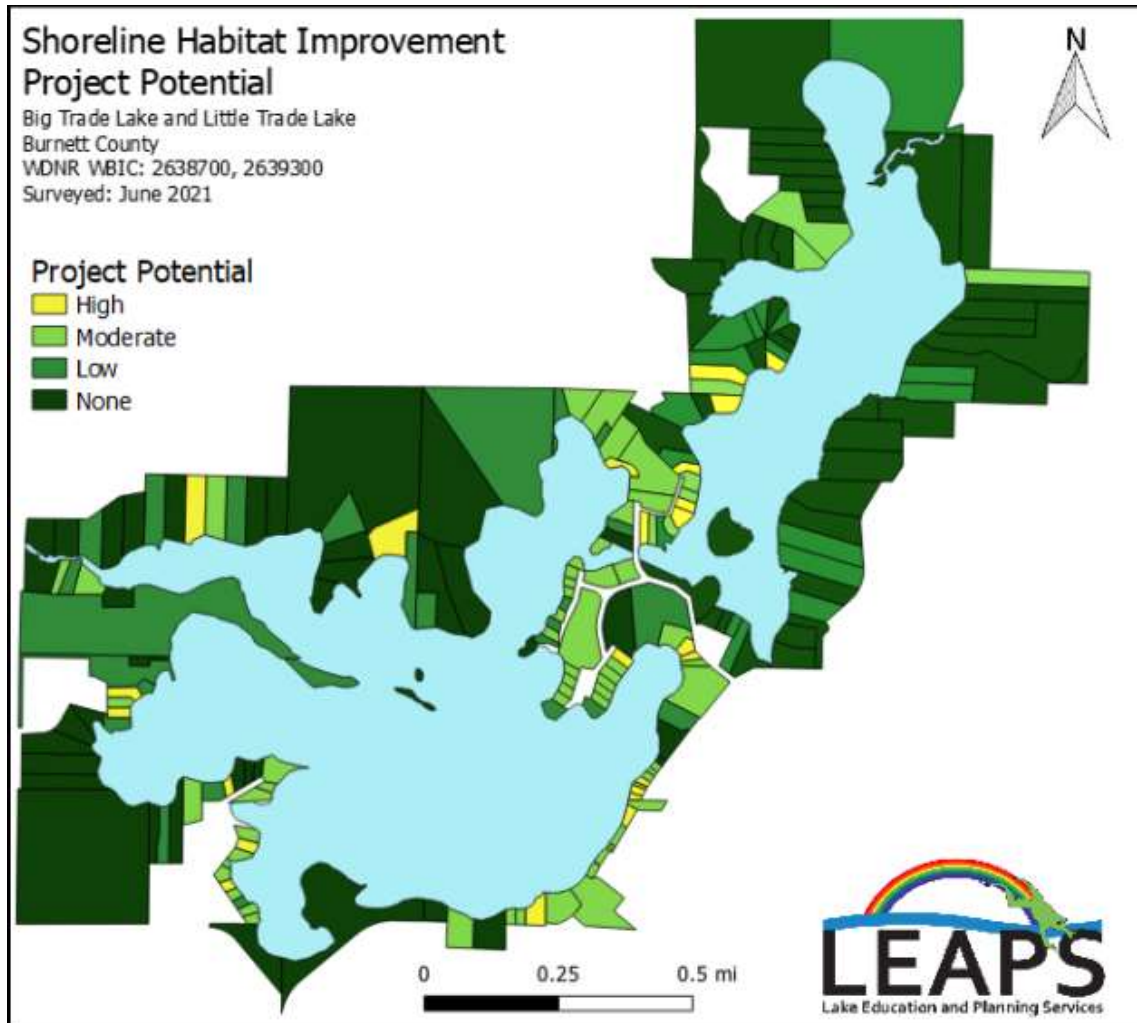 Shoreline Habitat Improvement
Project Potential
Big Trade Lake and Little Trade Lake
Burnett County
WDNR WBIC: 2638700, 2639300
Surveyed: June 2021
N
Project Potential
High
Moderate
Low
None
0 0.25 0.5 mi
LEAPS
Lake Education and Planning Services